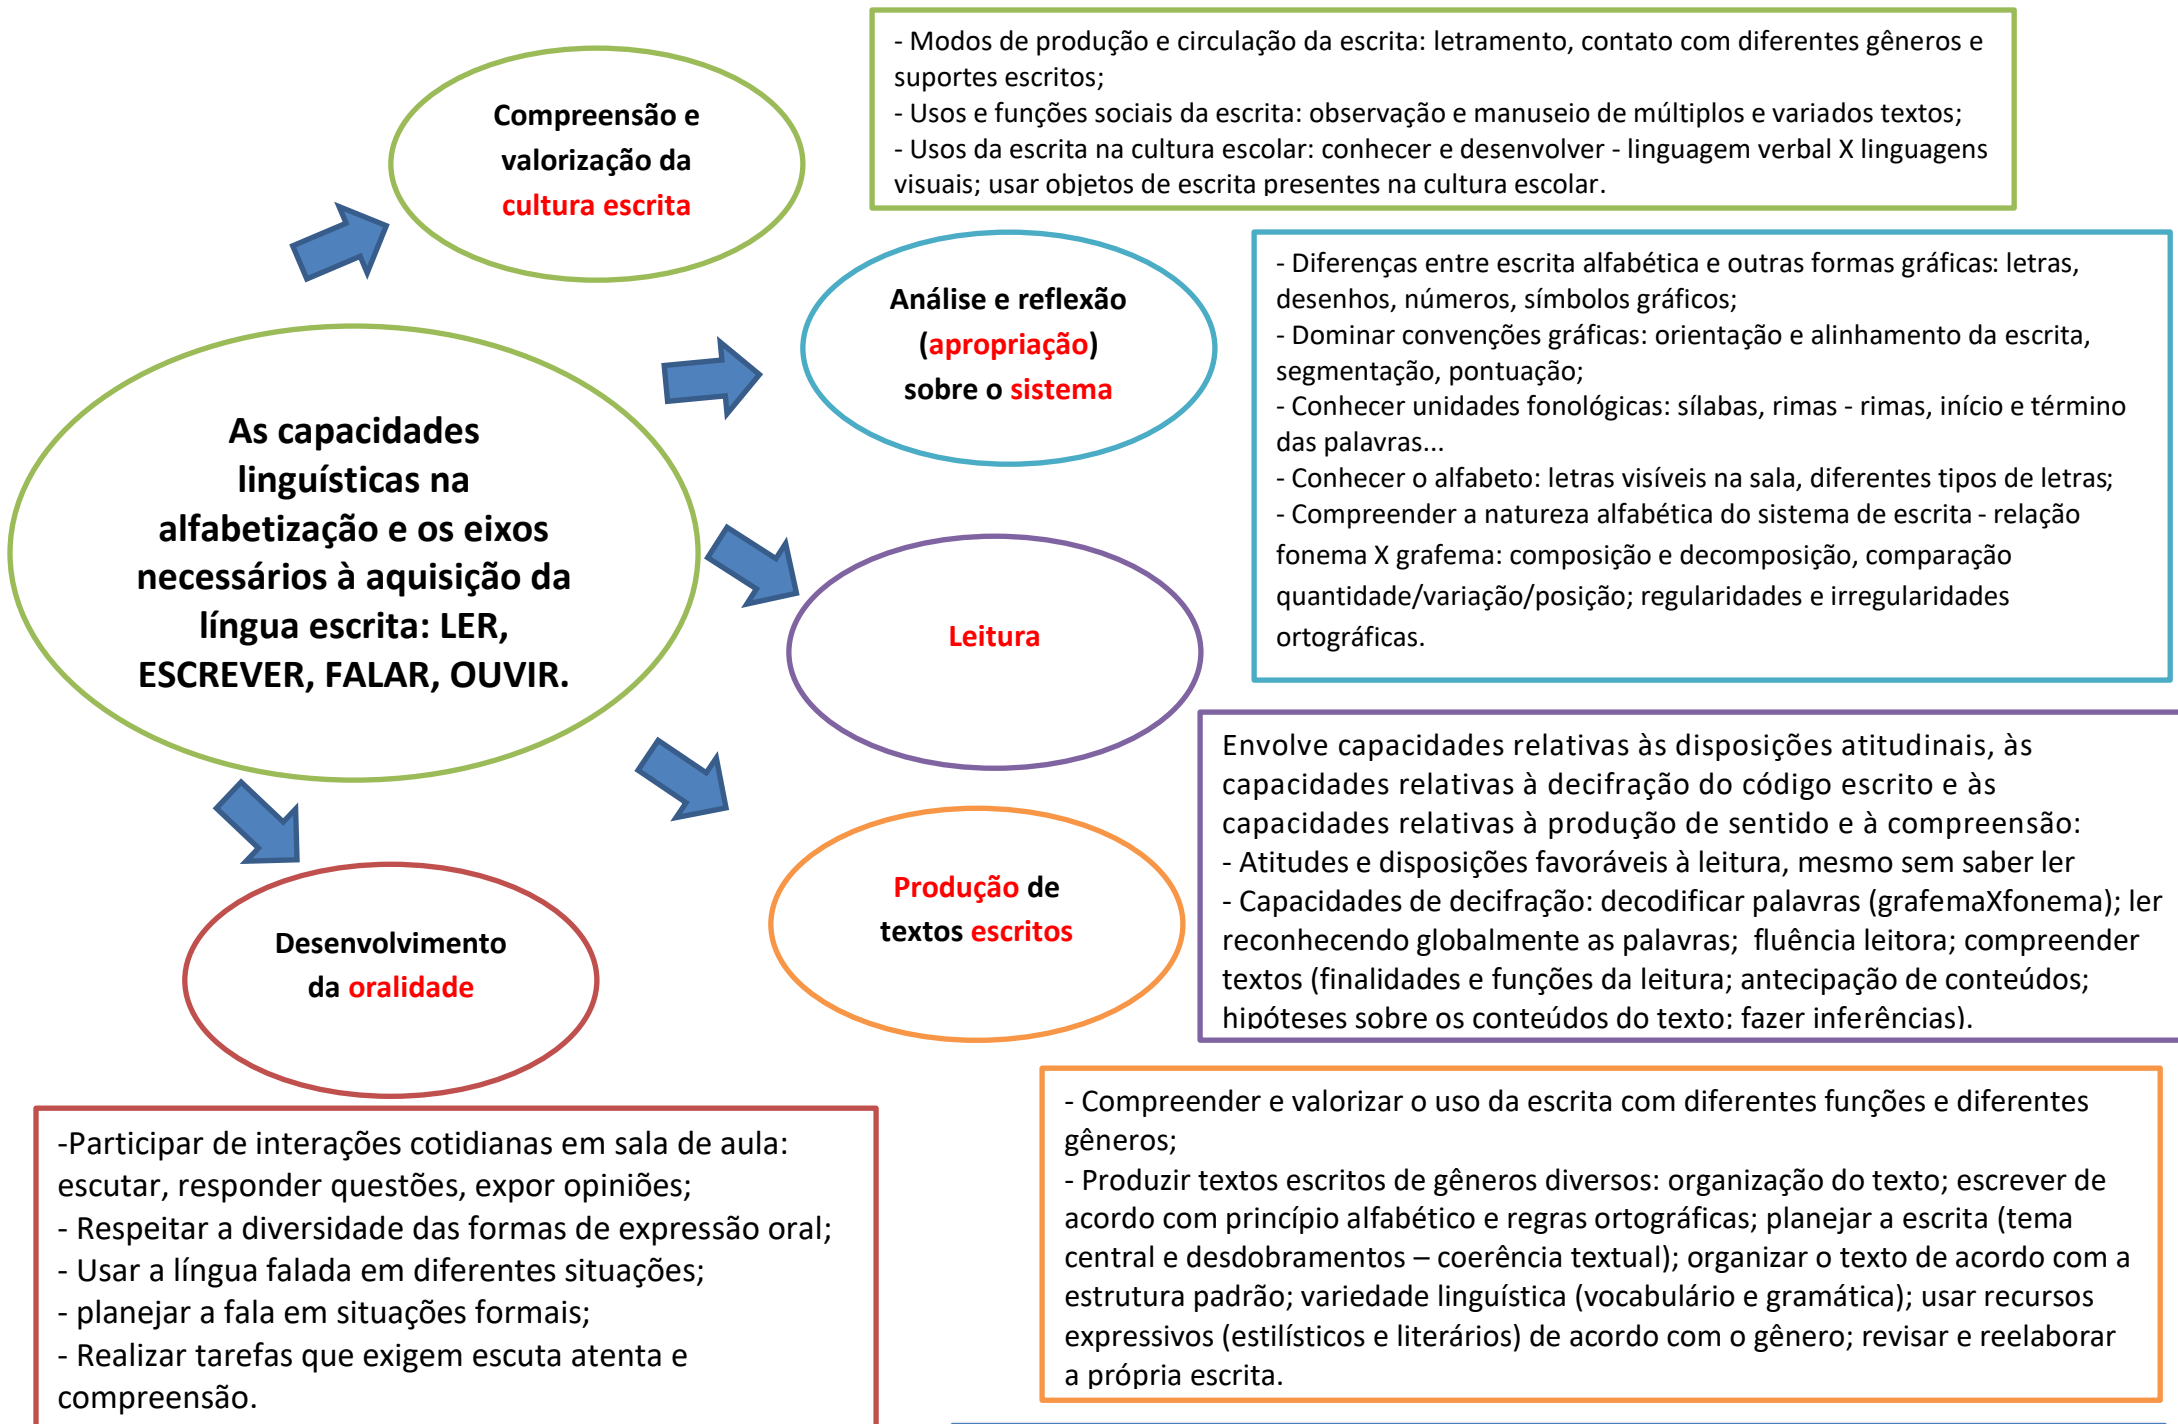 Compreensão e
valorização da
cultura escrita
- Modos de produção e circulação da escrita: letramento, contato com diferentes gêneros e
suportes escritos;
- Usos e funções sociais da escrita: observação e manuseio de múltiplos e variados textos;
- Usos da escrita na cultura escolar: conhecer e desenvolver - linguagem verbal X linguagens
visuais; usar objetos de escrita presentes na cultura escolar.
Análise e reflexão
(apropriação)
sobre o sistema
- Diferenças entre escrita alfabética e outras formas gráficas: letras,
desenhos, números, símbolos gráficos;
- Dominar convenções gráficas: orientação e alinhamento da escrita,
segmentação, pontuação;
- Conhecer unidades fonológicas: sílabas, rimas - rimas, início e término
das palavras...
- Conhecer o alfabeto: letras visíveis na sala, diferentes tipos de letras;
- Compreender a natureza alfabética do sistema de escrita - relação
fonema X grafema: composição e decomposição, comparação
quantidade/variação/posição; regularidades e irregularidades
ortográficas.
As capacidades
linguísticas na
alfabetização e os eixos
necessários à aquisição da
língua escrita: LER,
ESCREVER, FALAR, OUVIR.
Leitura
Envolve capacidades relativas às disposições atitudinais, às
capacidades relativas à decifração do código escrito e às
capacidades relativas à produção de sentido e à compreensão:
- Atitudes e disposições favoráveis à leitura, mesmo sem saber ler
- Capacidades de decifração: decodificar palavras (grafemaXfonema); ler
reconhecendo globalmente as palavras; fluência leitora; compreender
textos (finalidades e funções da leitura; antecipação de conteúdos;
hipóteses sobre os conteúdos do texto; fazer inferências).
Produção de
textos escritos
- Compreender e valorizar o uso da escrita com diferentes funções e diferentes
gêneros;
- Produzir textos escritos de gêneros diversos: organização do texto; escrever de
acordo com princípio alfabético e regras ortográficas; planejar a escrita (tema
central e desdobramentos – coerência textual); organizar o texto de acordo com a
estrutura padrão; variedade linguística (vocabulário e gramática); usar recursos
expressivos (estilísticos e literários) de acordo com o gênero; revisar e reelaborar
a própria escrita.
Desenvolvimento
da oralidade
-Participar de interações cotidianas em sala de aula:
escutar, responder questões, expor opiniões;
- Respeitar a diversidade das formas de expressão oral;
- Usar a língua falada em diferentes situações;
- planejar a fala em situações formais;
- Realizar tarefas que exigem escuta atenta e
compreensão.